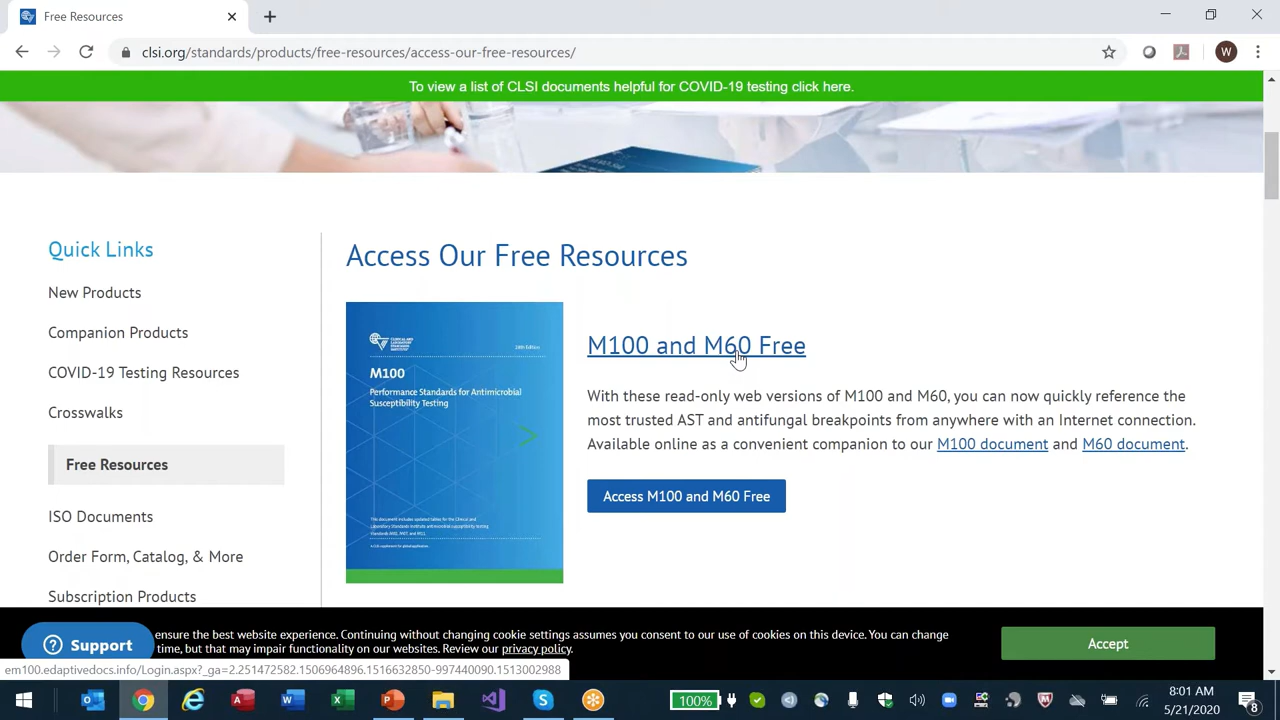 Free Resources
clsi.org/standards/products/free-resources/access-our-free-resources/
W
To view a list of CLSI documents helpful for COVID-19 testing click here.
Quick Links
New Products
Companion Products
COVID-19 Testing Resources
Crosswalks
Free Resources
ISO Documents
Order Form, Catalog, & More
Subscription Products
Access Our Free Resources
CLINICAL AND
LABORATORY
STANDARDS
INSTITUTE
M100
Performance Standards for Antimicrobial
Susceptibility Testing
M100 and M60 Free
With these read-only web versions of M100 and M60, you can now quickly reference the
most trusted AST and antifungal breakpoints from anywhere with an Internet connection.
Available online as a convenient companion to our M100 document and M60 document.
Access M100 and M60 Free
ensure the best website experience. Continuing without changing cookie settings assumes you consent to our use of cookies on this device. You can change
time, but that may impair functionality on our websites. Review our privacy policy.
Accept
Support
em100.edaptivedocs.info/Login.aspx?_ga=2.251472582.1506964896.1516632850-997440090.1513002988
100%
8:01 AM
5/21/2020
8